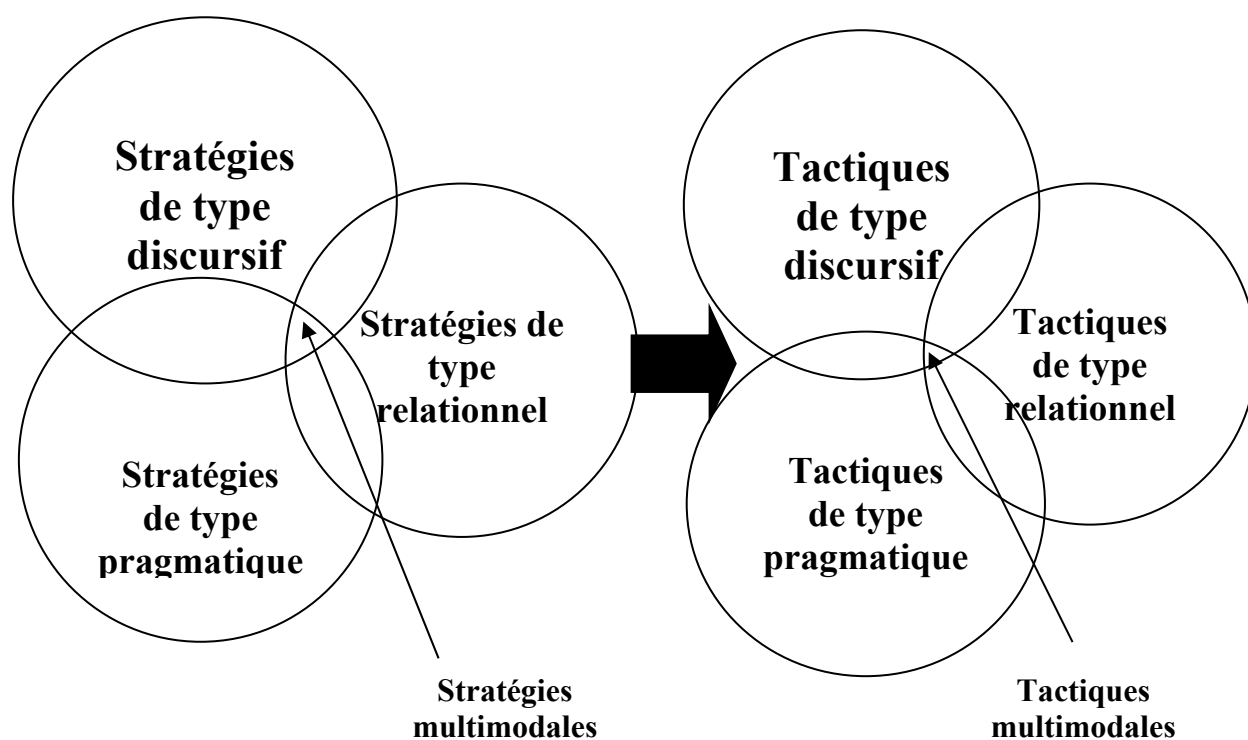 Stratégies
de type
discursif
Stratégies de
type
relationnel
Stratégies
de type
pragmatique
Stratégies
multimodales
Tactiques
de type
discursif
Tactiques
de type
relationnel
Tactiques
de type
pragmatique
Tactiques
multimodales